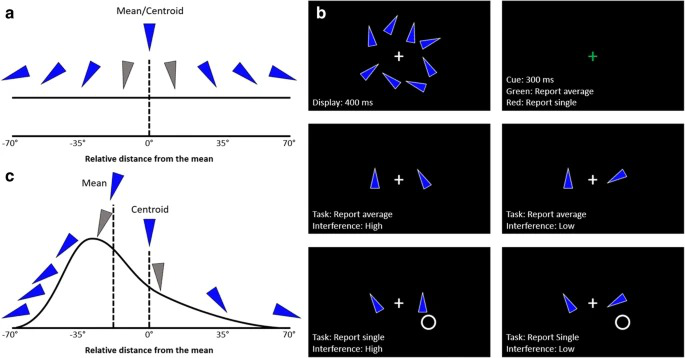 a
Mean/Centroid
-70°
-35°
0°
35°
70°
Relative distance from the mean
c
Mean
Centroid
-70°
-35°
0°
35°
70°
Relative distance from the mean
b
Display: 400 ms
Cue: 300 ms
Green: Report average
Red: Report single
Task: Report average
Interference: High
Task: Report average
Interference: Low
Task: Report single
Interference: High
Task: Report Single
Interference: Low